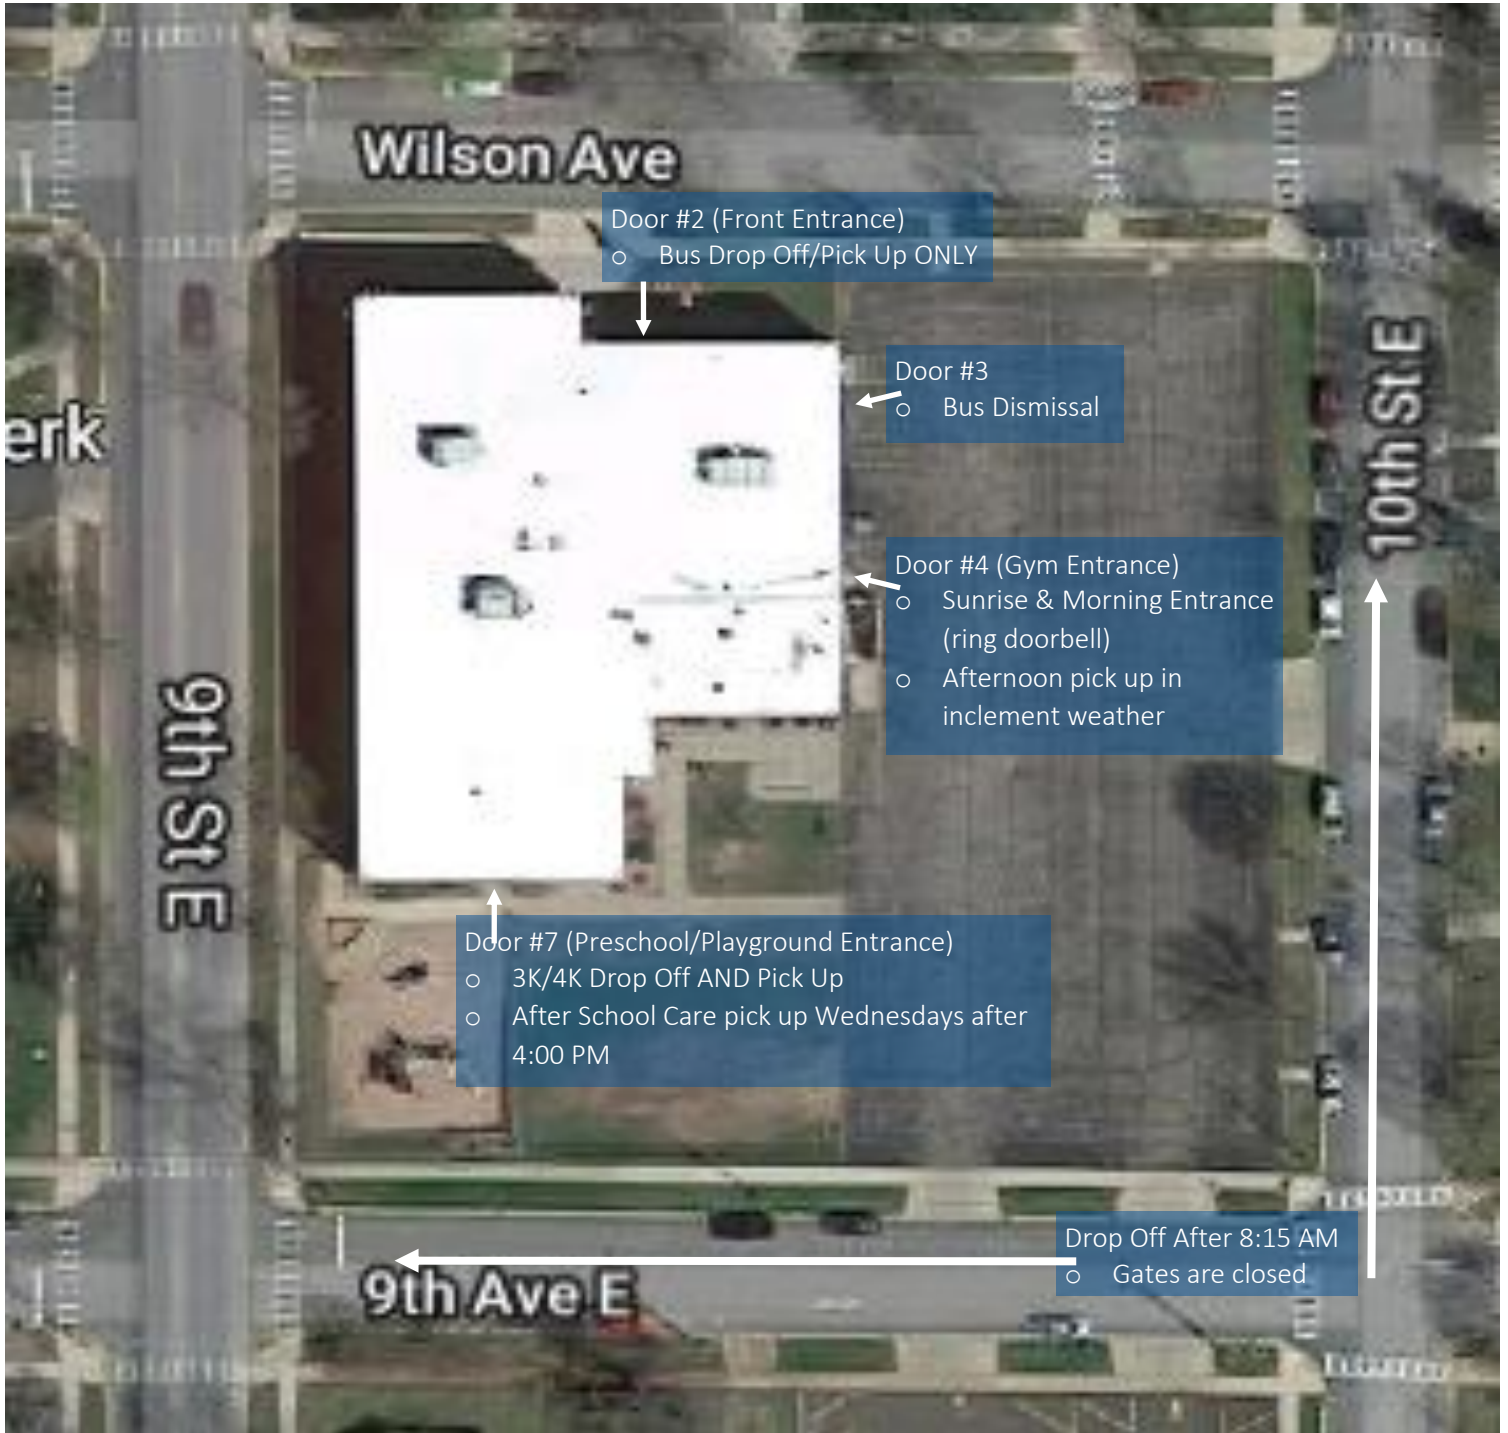 Wilson Ave
Door #2 (Front Entrance)
o Bus Drop Off/Pick Up ONLY
Door #3
o Bus Dismissal
10th St E
erk
Door #4 (Gym Entrance)
o Sunrise & Morning Entrance
(ring doorbell)
o Afternoon pick up in
inclement weather
9th St E
Door #7 (Preschool/Playground Entrance)
o 3K/4K Drop Off AND Pick Up
o After School Care pick up Wednesdays after
4:00 PM
Drop Off After 8:15 AM
o Gates are closed
9th Ave E